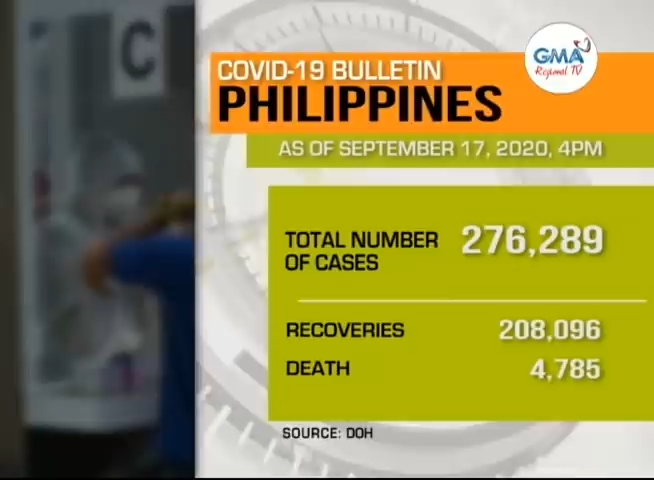 C
GMA
Regional TV
COVID-19 BULLETIN
PHILIPPINES
AS OF SEPTEMBER 17, 2020, 4PM
TOTAL NUMBER 276,289
OF CASES
RECOVERIES 208,096
DEATH 4,785
SOURCE: DOH